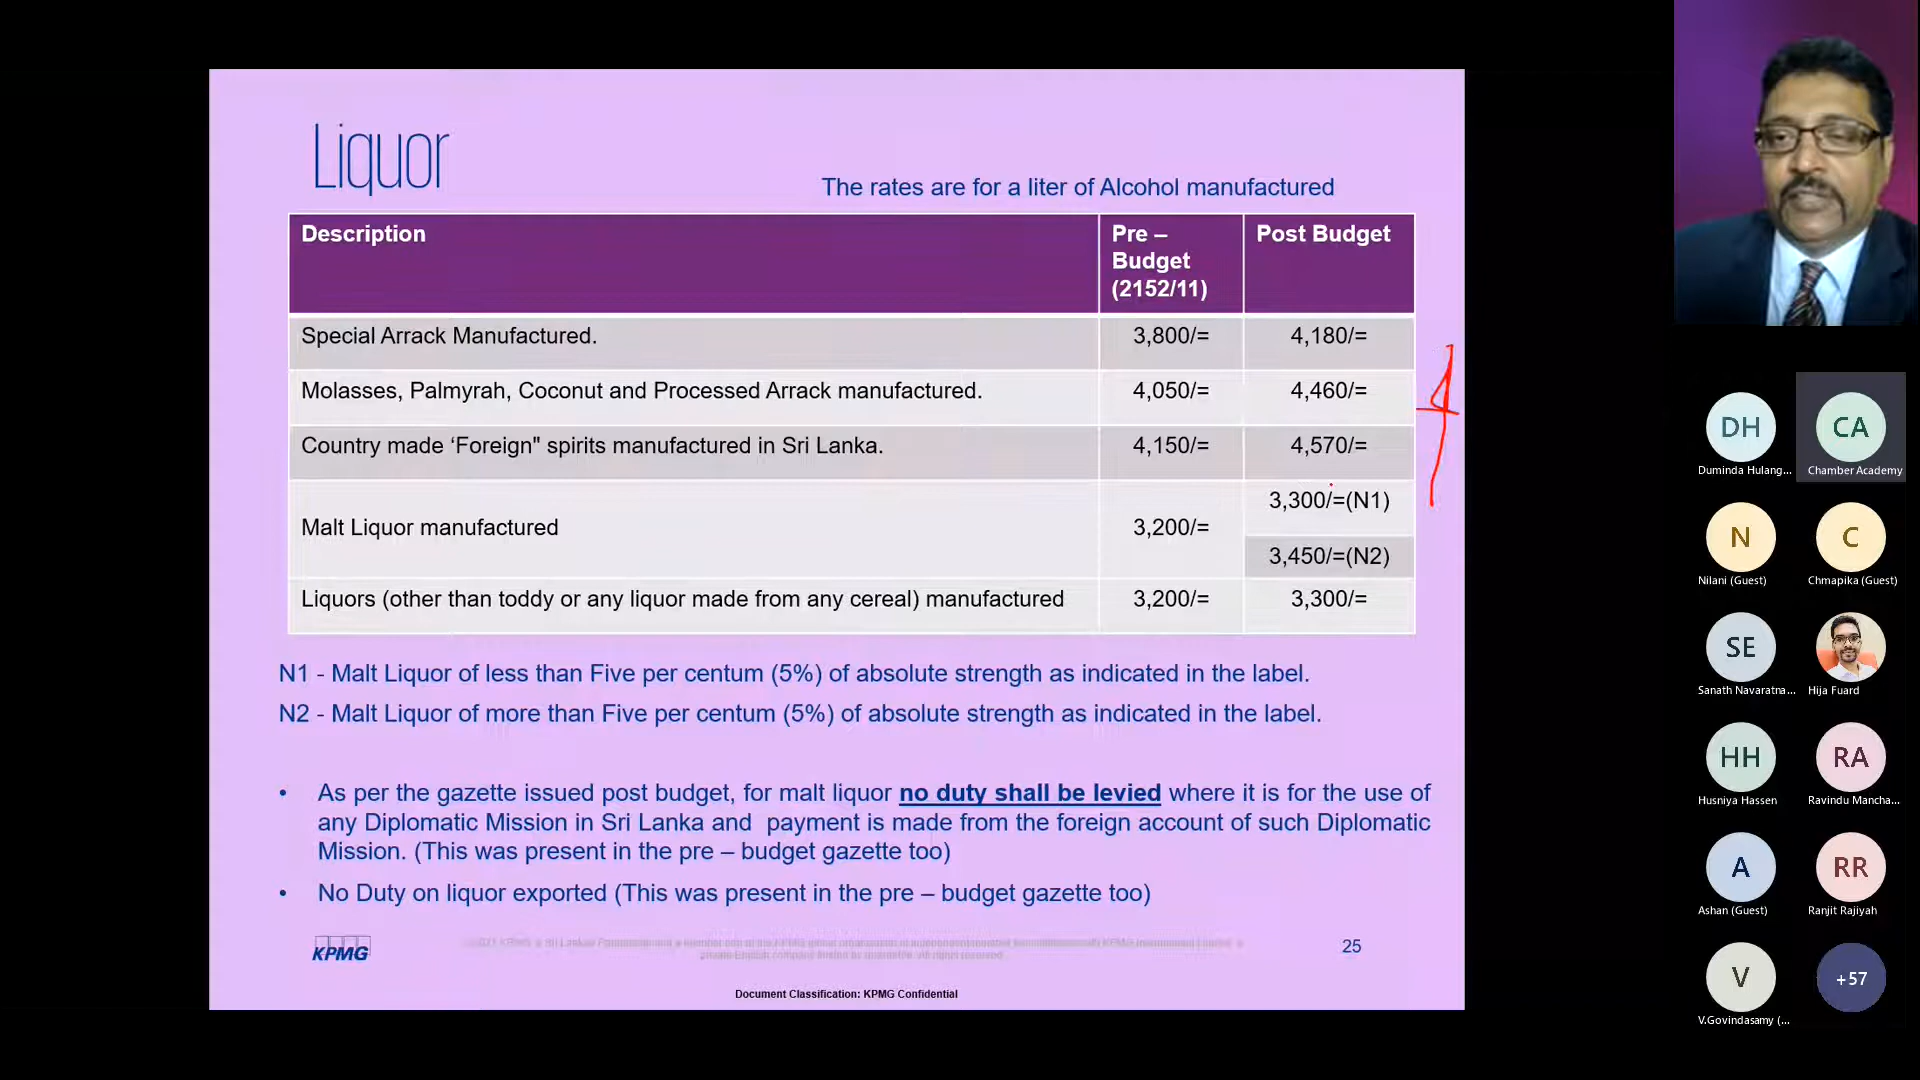 Liquor
The rates are for a liter of Alcohol manufactured
Description
Pre –
Budget
(2152/11)
Post Budget
Special Arrack Manufactured.
3,800/=
4,180/=
Molasses, Palmyrah, Coconut and Processed Arrack manufactured.
4,050/=
4,460/=
Country made ‘Foreign" spirits manufactured in Sri Lanka.
4,150/=
4,570/=
Malt Liquor manufactured
3,200/=
3,300/=(N1)
3,450/=(N2)
Liquors (other than toddy or any liquor made from any cereal) manufactured
3,200/=
3,300/=
N1 - Malt Liquor of less than Five per centum (5%) of absolute strength as indicated in the label.
N2 - Malt Liquor of more than Five per centum (5%) of absolute strength as indicated in the label.
• As per the gazette issued post budget, for malt liquor no duty shall be levied where it is for the use of
any Diplomatic Mission in Sri Lanka and payment is made from the foreign account of such Diplomatic
Mission. (This was present in the pre – budget gazette too)
• No Duty on liquor exported (This was present in the pre – budget gazette too)
KPMG
25
Document Classification: KPMG Confidential
DH
Duminda Hulang...
CA
Chamber Academy
N
Nilani (Guest)
C
Chmapika (Guest)
SE
Sanath Navaratna...
Hija Fuard
HH
Husniya Hassen
RA
Ravindu Mancha...
A
Ashan (Guest)
RR
Ranjit Rajiyah
V
V.Govindasamy (...
+57